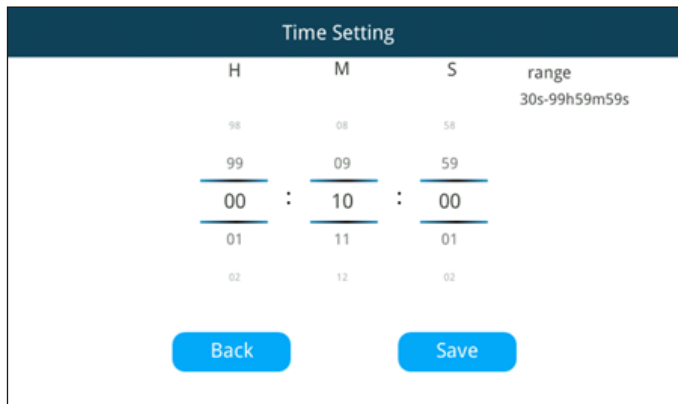 Time Setting
H M S range
30s-99h59m59s
98 08 58
99 09 59
00 : 10 : 00
01 11 01
02 12 02
Back Save